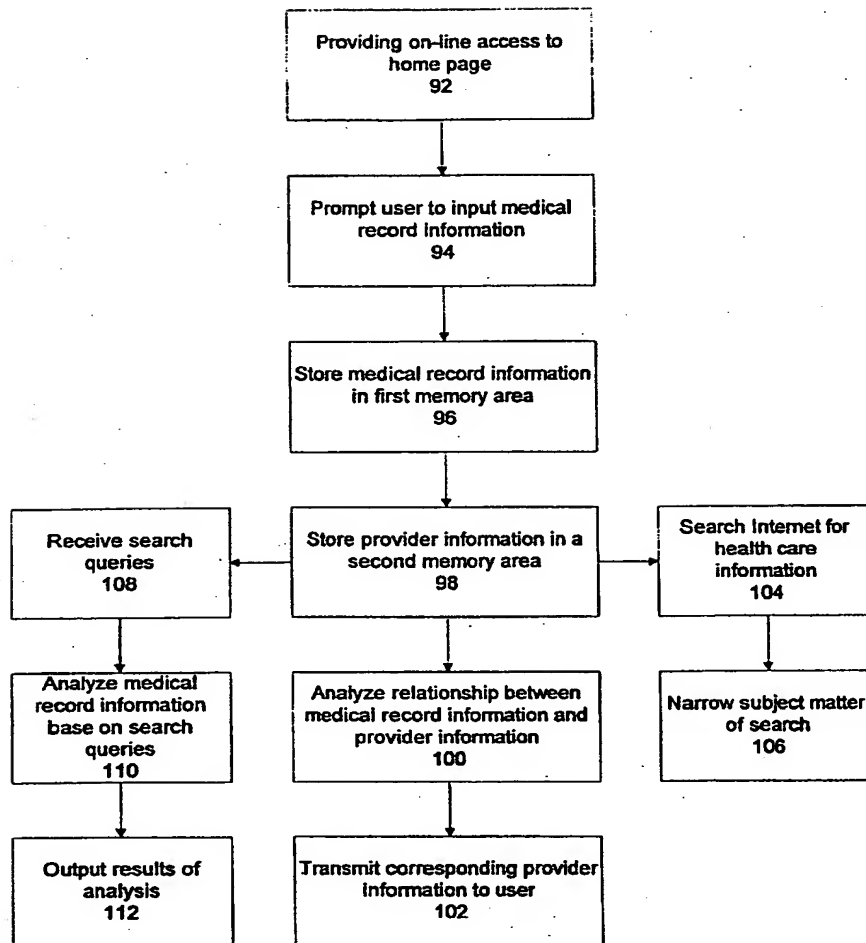 Providing on-line access to
home page
92
Prompt user to input medical
record information
94
Store medical record information
in first memory area
96
Receive search
queries
108
Store provider information in a
second memory area
98
Search Internet for
health care
information
104
Analyze medical
record information
base on search
queries
110
Analyze relationship between
medical record information and
provider information
100
Narrow subject matter
of search
106
Output results of
analysis
112
Transmit corresponding provider
information to user
102